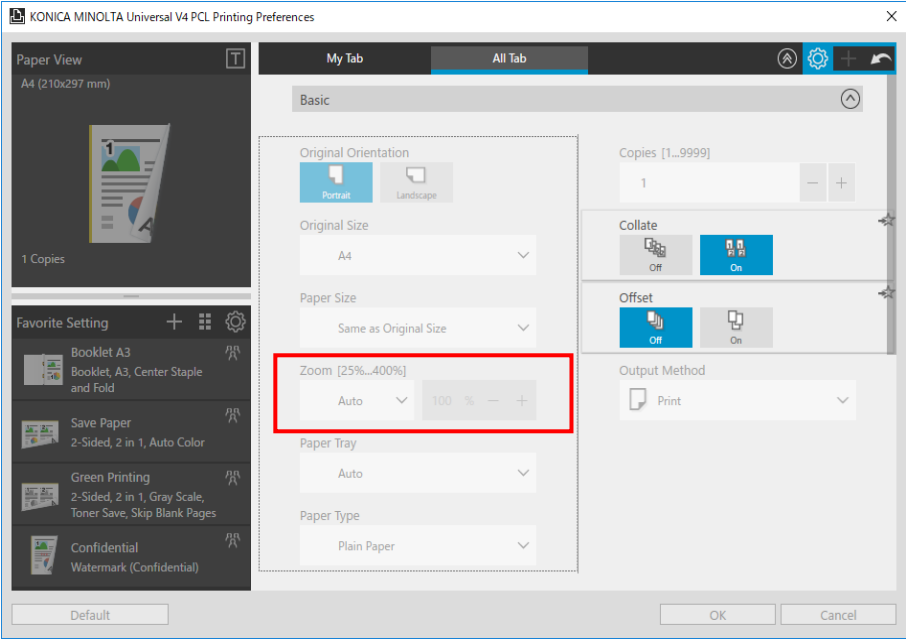 KONICA MINOLTA Universal V4 PCL Printing Preferences
Paper View
T
A4 (210x297 mm)
1
A
1 Copies
Favorite Setting
Booklet A3
Booklet, A3, Center Staple
and Fold
Save Paper
2-Sided, 2 in 1, Auto Color
Green Printing
2-Sided, 2 in 1, Gray Scale,
Toner Save, Skip Blank Pages
Confidential
Watermark (Confidential)
My Tab
All Tab
Basic
Original Orientation
Portrait
Landscape
Original Size
A4
Paper Size
Same as Original Size
Zoom [25%...400%]
Auto
100 %
Paper Tray
Auto
Paper Type
Plain Paper
Copies [1...9999]
1
Collate
Off
On
Offset
Off
On
Output Method
Print
Default
OK
Cancel